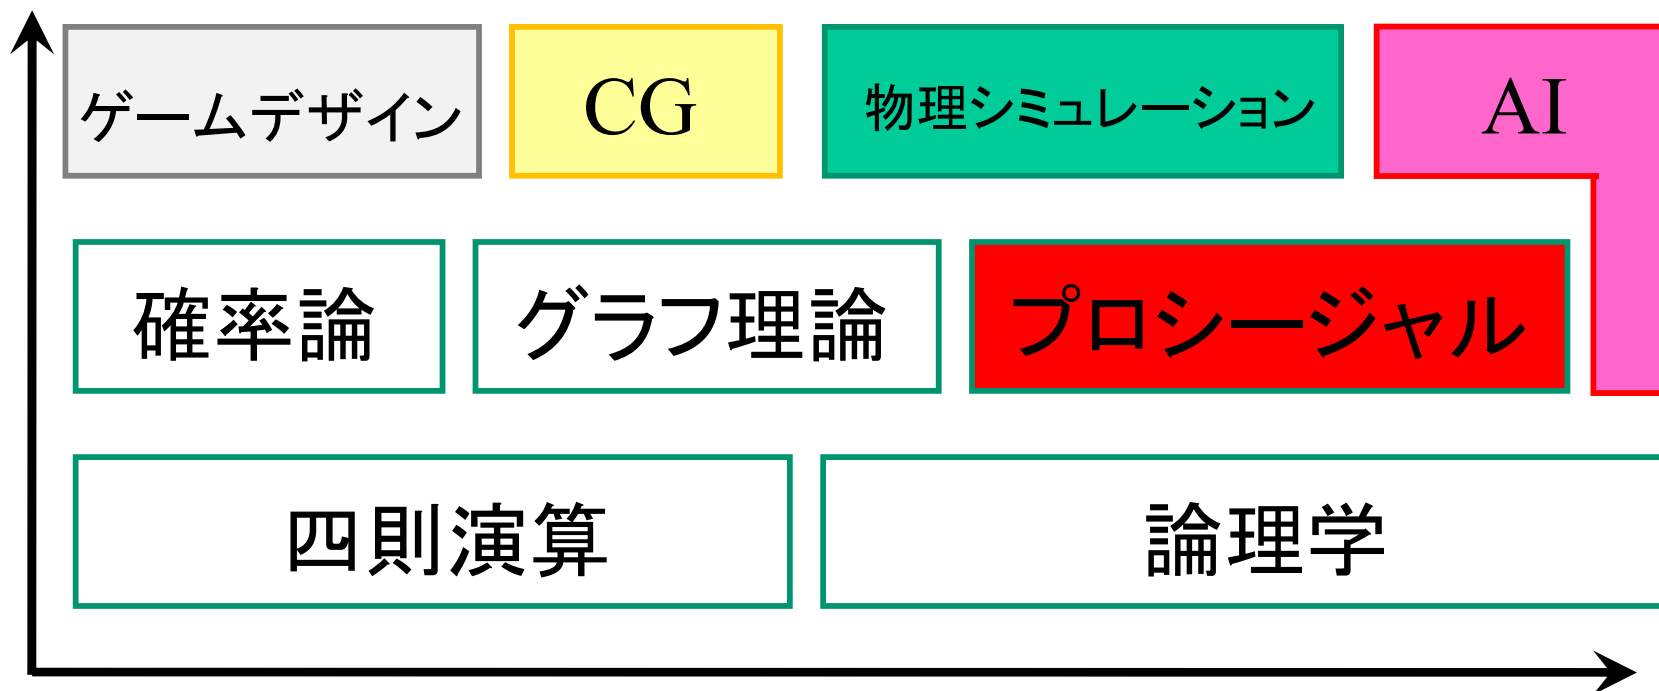 ゲームデザイン
CG
物理シミュレーション
AI
確率論
グラフ理論
プロシージャル
四則演算
論理学